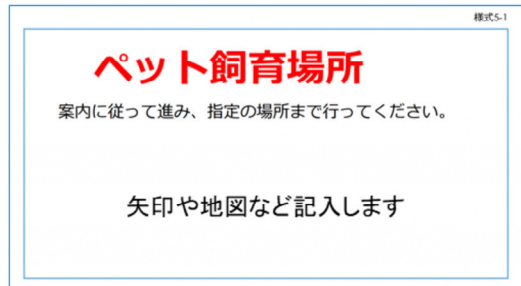 様式5-1
ペット飼育場所
案内に従って進み、指定の場所まで行ってください。
矢印や地図など記入します